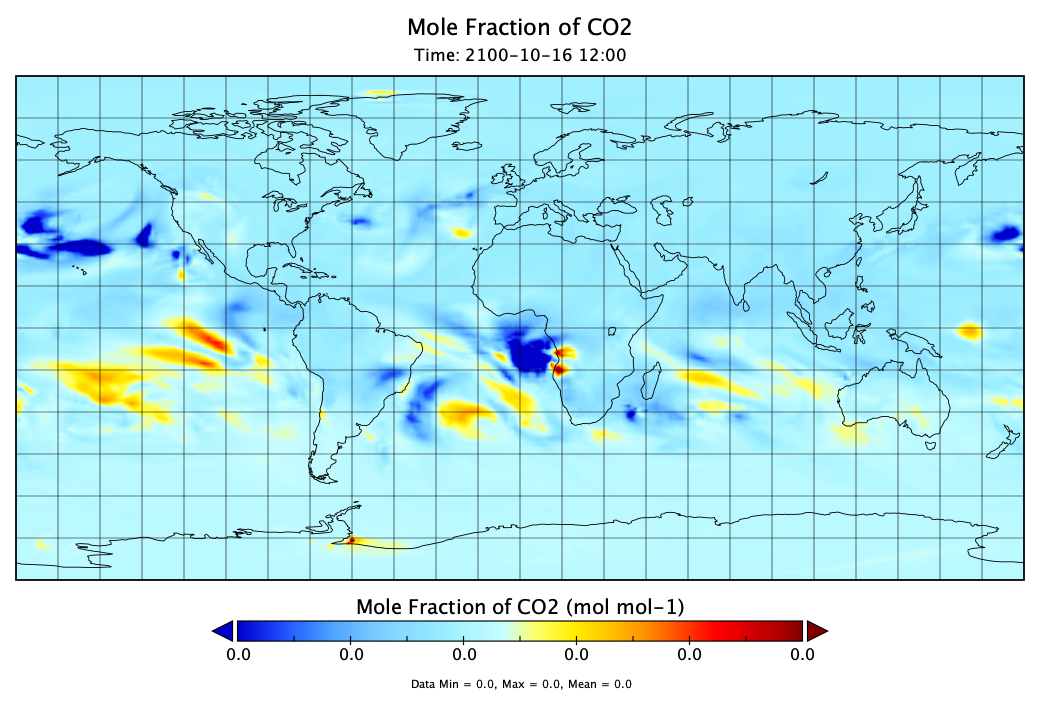 Mole Fraction of CO2
Time: 2100-10-16 12:00
Mole Fraction of CO2 (mol mol-1)
0.0 0.0 0.0 0.0 0.0 0.0
Data Min = 0.0, Max = 0.0, Mean = 0.0